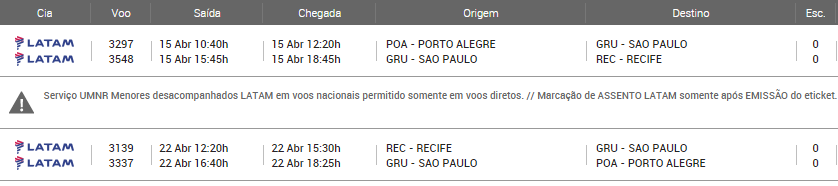 Cia Voo Saída Chegada Origem Destino Esc.
LATAM 3297 15 Abr 10:40h 15 Abr 12:20h POA - PORTO ALEGRE GRU - SAO PAULO 0
LATAM 3548 15 Abr 15:45h 15 Abr 18:45h GRU - SAO PAULO REC - RECIFE 0
Serviço UMNR Menores desacompanhados LATAM em voos nacionais permitido somente em voos diretos. // Marcação de ASSENTO LATAM somente após EMISSÃO do eticket.
LATAM 3139 22 Abr 12:20h 22 Abr 15:30h REC - RECIFE GRU - SAO PAULO 0
LATAM 3337 22 Abr 16:40h 22 Abr 18:25h GRU - SAO PAULO POA - PORTO ALEGRE 0